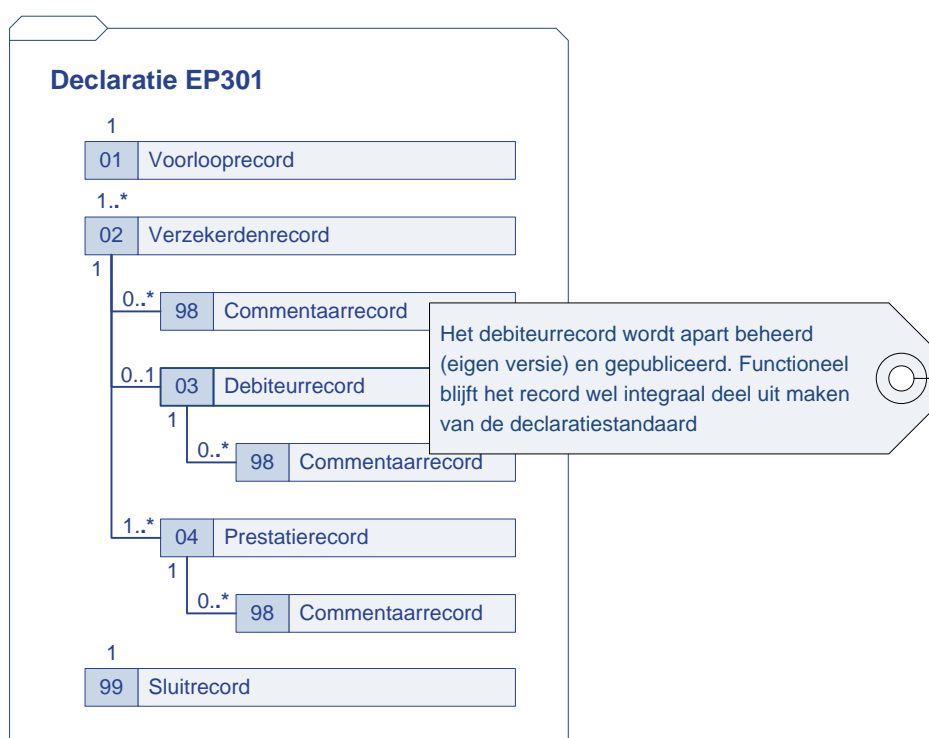 Declaratie EP301
1
01 Voorlooprecord
1..*
02 Verzekerdenrecord
1
0..* 98 Commentaarrecord
Het debiteurrecord wordt apart beheerd
(eigen versie) en gepubliceerd. Functioneel
blijft het record wel integraal deel uit maken
van de declaratiestandaard
0..1 03 Debiteurrecord
1
0..* 98 Commentaarrecord
1..* 04 Prestatierecord
1
0..* 98 Commentaarrecord
1
99 Sluitrecord